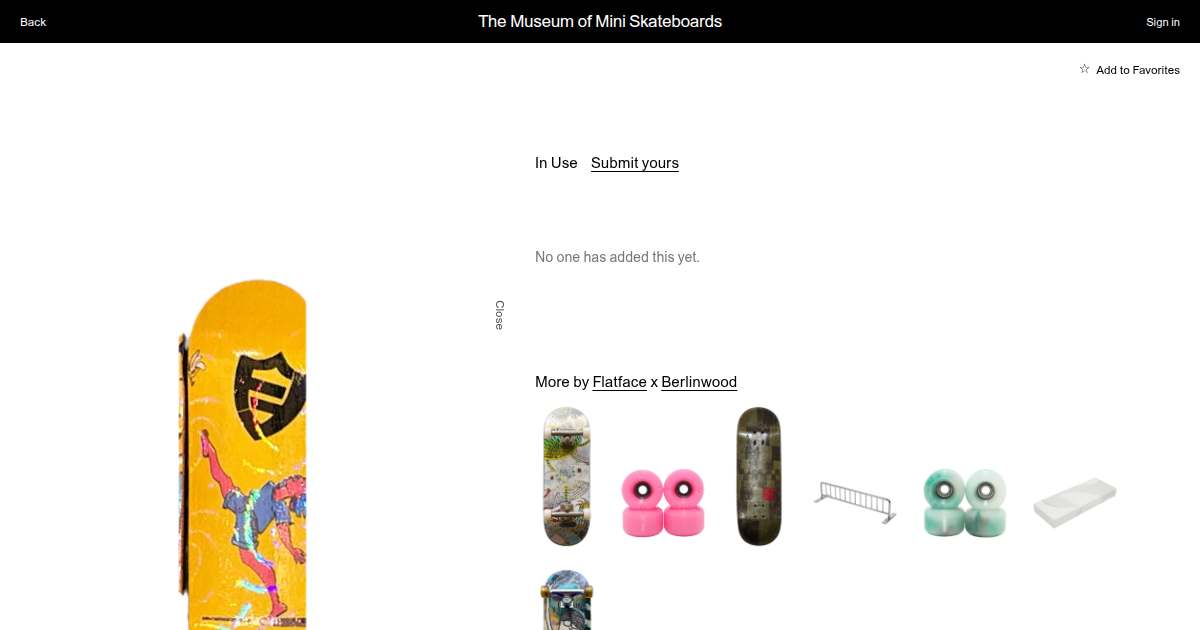 Back
The Museum of Mini Skateboards
Sign in
☆ Add to Favorites
In Use Submit yours
No one has added this yet.
Close
More by Flatface x Berlinwood